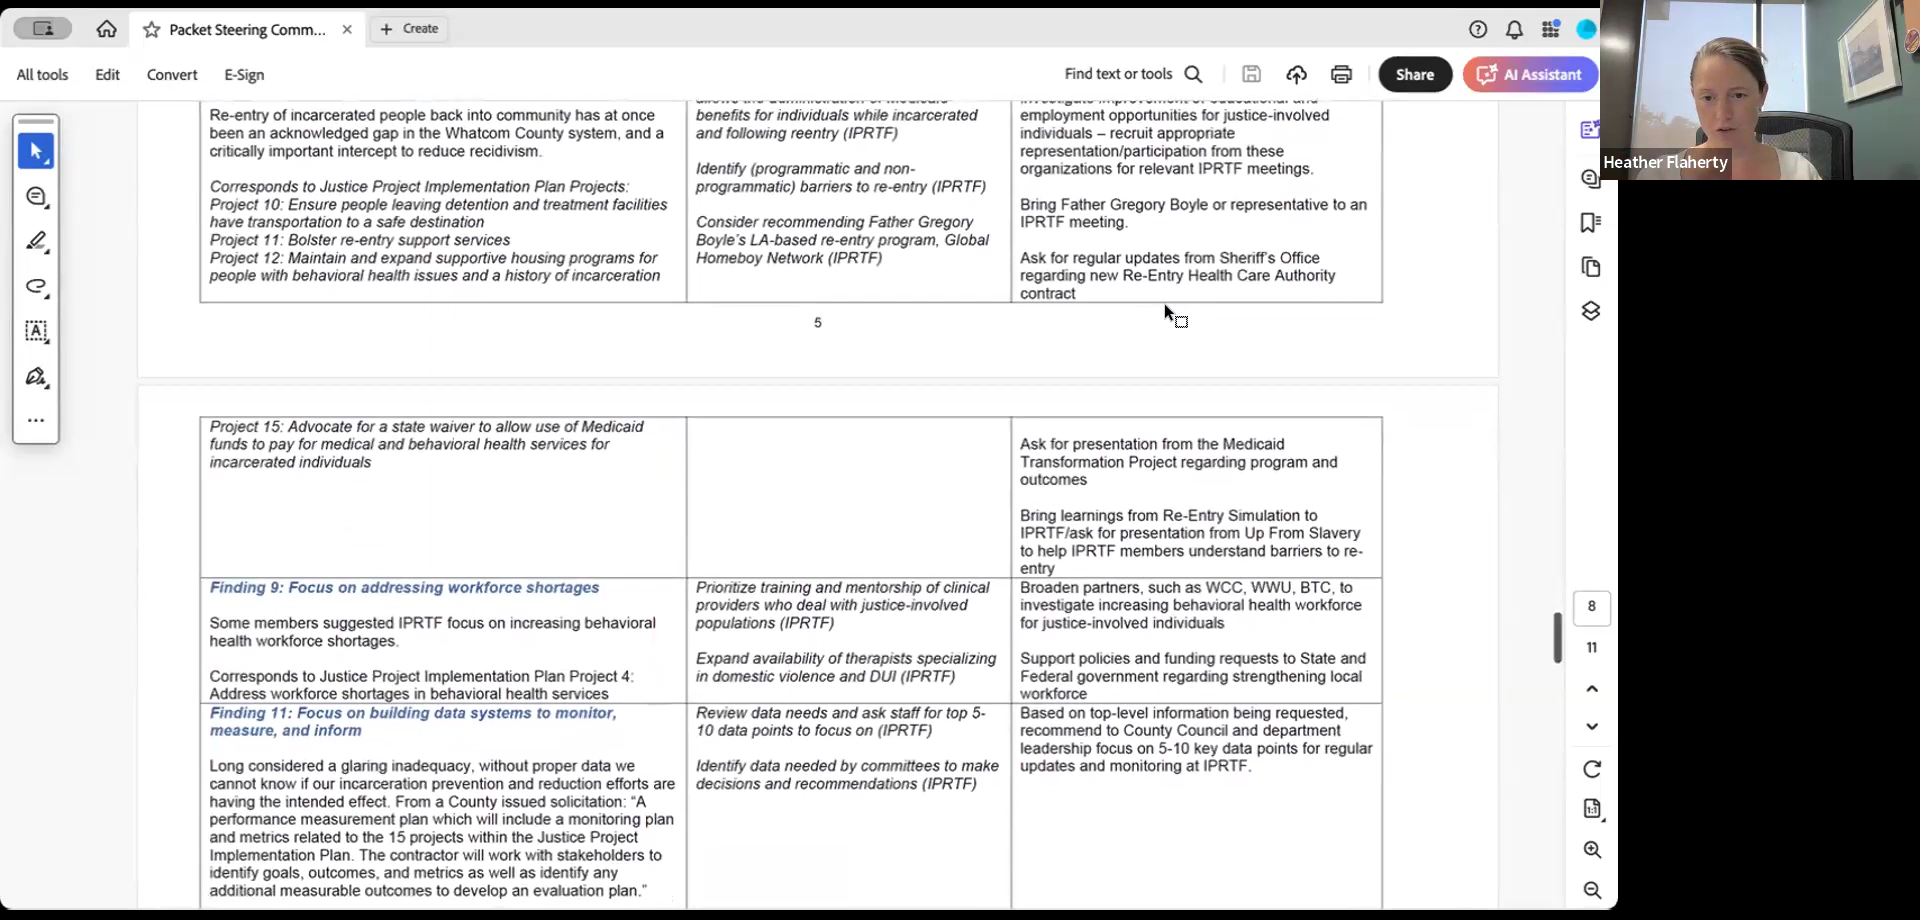 Packet Steering Comm...
Create
All tools
Edit
Convert
E-Sign
Find text or tools
Share
AI Assistant
Heather Flaherty
Re-entry of incarcerated people back into community has at once
been an acknowledged gap in the Whatcom County system, and a
critically important intercept to reduce recidivism.
Corresponds to Justice Project Implementation Plan Projects:
Project 10: Ensure people leaving detention and treatment facilities
have transportation to a safe destination
Project 11: Bolster re-entry support services
Project 12: Maintain and expand supportive housing programs for
people with behavioral health issues and a history of incarceration
allows the administration of Medicaid
benefits for individuals while incarcerated
and following reentry (IPRTF)
Identify (programmatic and non-
programmatic) barriers to re-entry (IPRTF)
Consider recommending Father Gregory
Boyle's LA-based re-entry program, Global
Homeboy Network (IPRTF)
Investigate improvement of educational and
employment opportunities for justice-involved
individuals – recruit appropriate
representation/participation from these
organizations for relevant IPRTF meetings.
Bring Father Gregory Boyle or representative to an
IPRTF meeting.
Ask for regular updates from Sheriff's Office
regarding new Re-Entry Health Care Authority
contract
5
Project 15: Advocate for a state waiver to allow use of Medicaid
funds to pay for medical and behavioral health services for
incarcerated individuals
Ask for presentation from the Medicaid
Transformation Project regarding program and
outcomes
Bring learnings from Re-Entry Simulation to
IPRTF/ask for presentation from Up From Slavery
to help IPRTF members understand barriers to re-
entry
Finding 9: Focus on addressing workforce shortages
Some members suggested IPRTF focus on increasing behavioral
health workforce shortages.
Corresponds to Justice Project Implementation Plan Project 4:
Address workforce shortages in behavioral health services
Prioritize training and mentorship of clinical
providers who deal with justice-involved
populations (IPRTF)
Expand availability of therapists specializing
in domestic violence and DUI (IPRTF)
Broaden partners, such as WCC, WWU, BTC, to
investigate increasing behavioral health workforce
for justice-involved individuals
Support policies and funding requests to State and
Federal government regarding strengthening local
workforce
Finding 11: Focus on building data systems to monitor,
measure, and inform
Long considered a glaring inadequacy, without proper data we
cannot know if our incarceration prevention and reduction efforts are
having the intended effect. From a County issued solicitation: “A
performance measurement plan which will include a monitoring plan
and metrics related to the 15 projects within the Justice Project
Implementation Plan. The contractor will work with stakeholders to
identify goals, outcomes, and metrics as well as identify any
additional measurable outcomes to develop an evaluation plan.”
Review data needs and ask staff for top 5-
10 data points to focus on (IPRTF)
Identify data needed by committees to make
decisions and recommendations (IPRTF)
Based on top-level information being requested,
recommend to County Council and department
leadership focus on 5-10 key data points for regular
updates and monitoring at IPRTF.
8
11